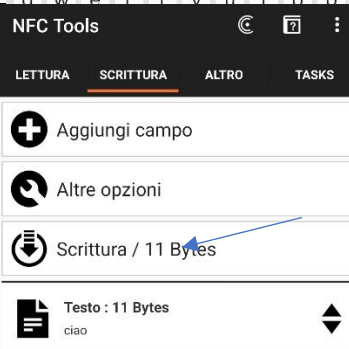 NFC Tools
LETTURA SCRITTURA ALTRO TASKS
Aggiungi campo
Altre opzioni
Scrittura / 11 Bytes
Testo : 11 Bytes
ciao